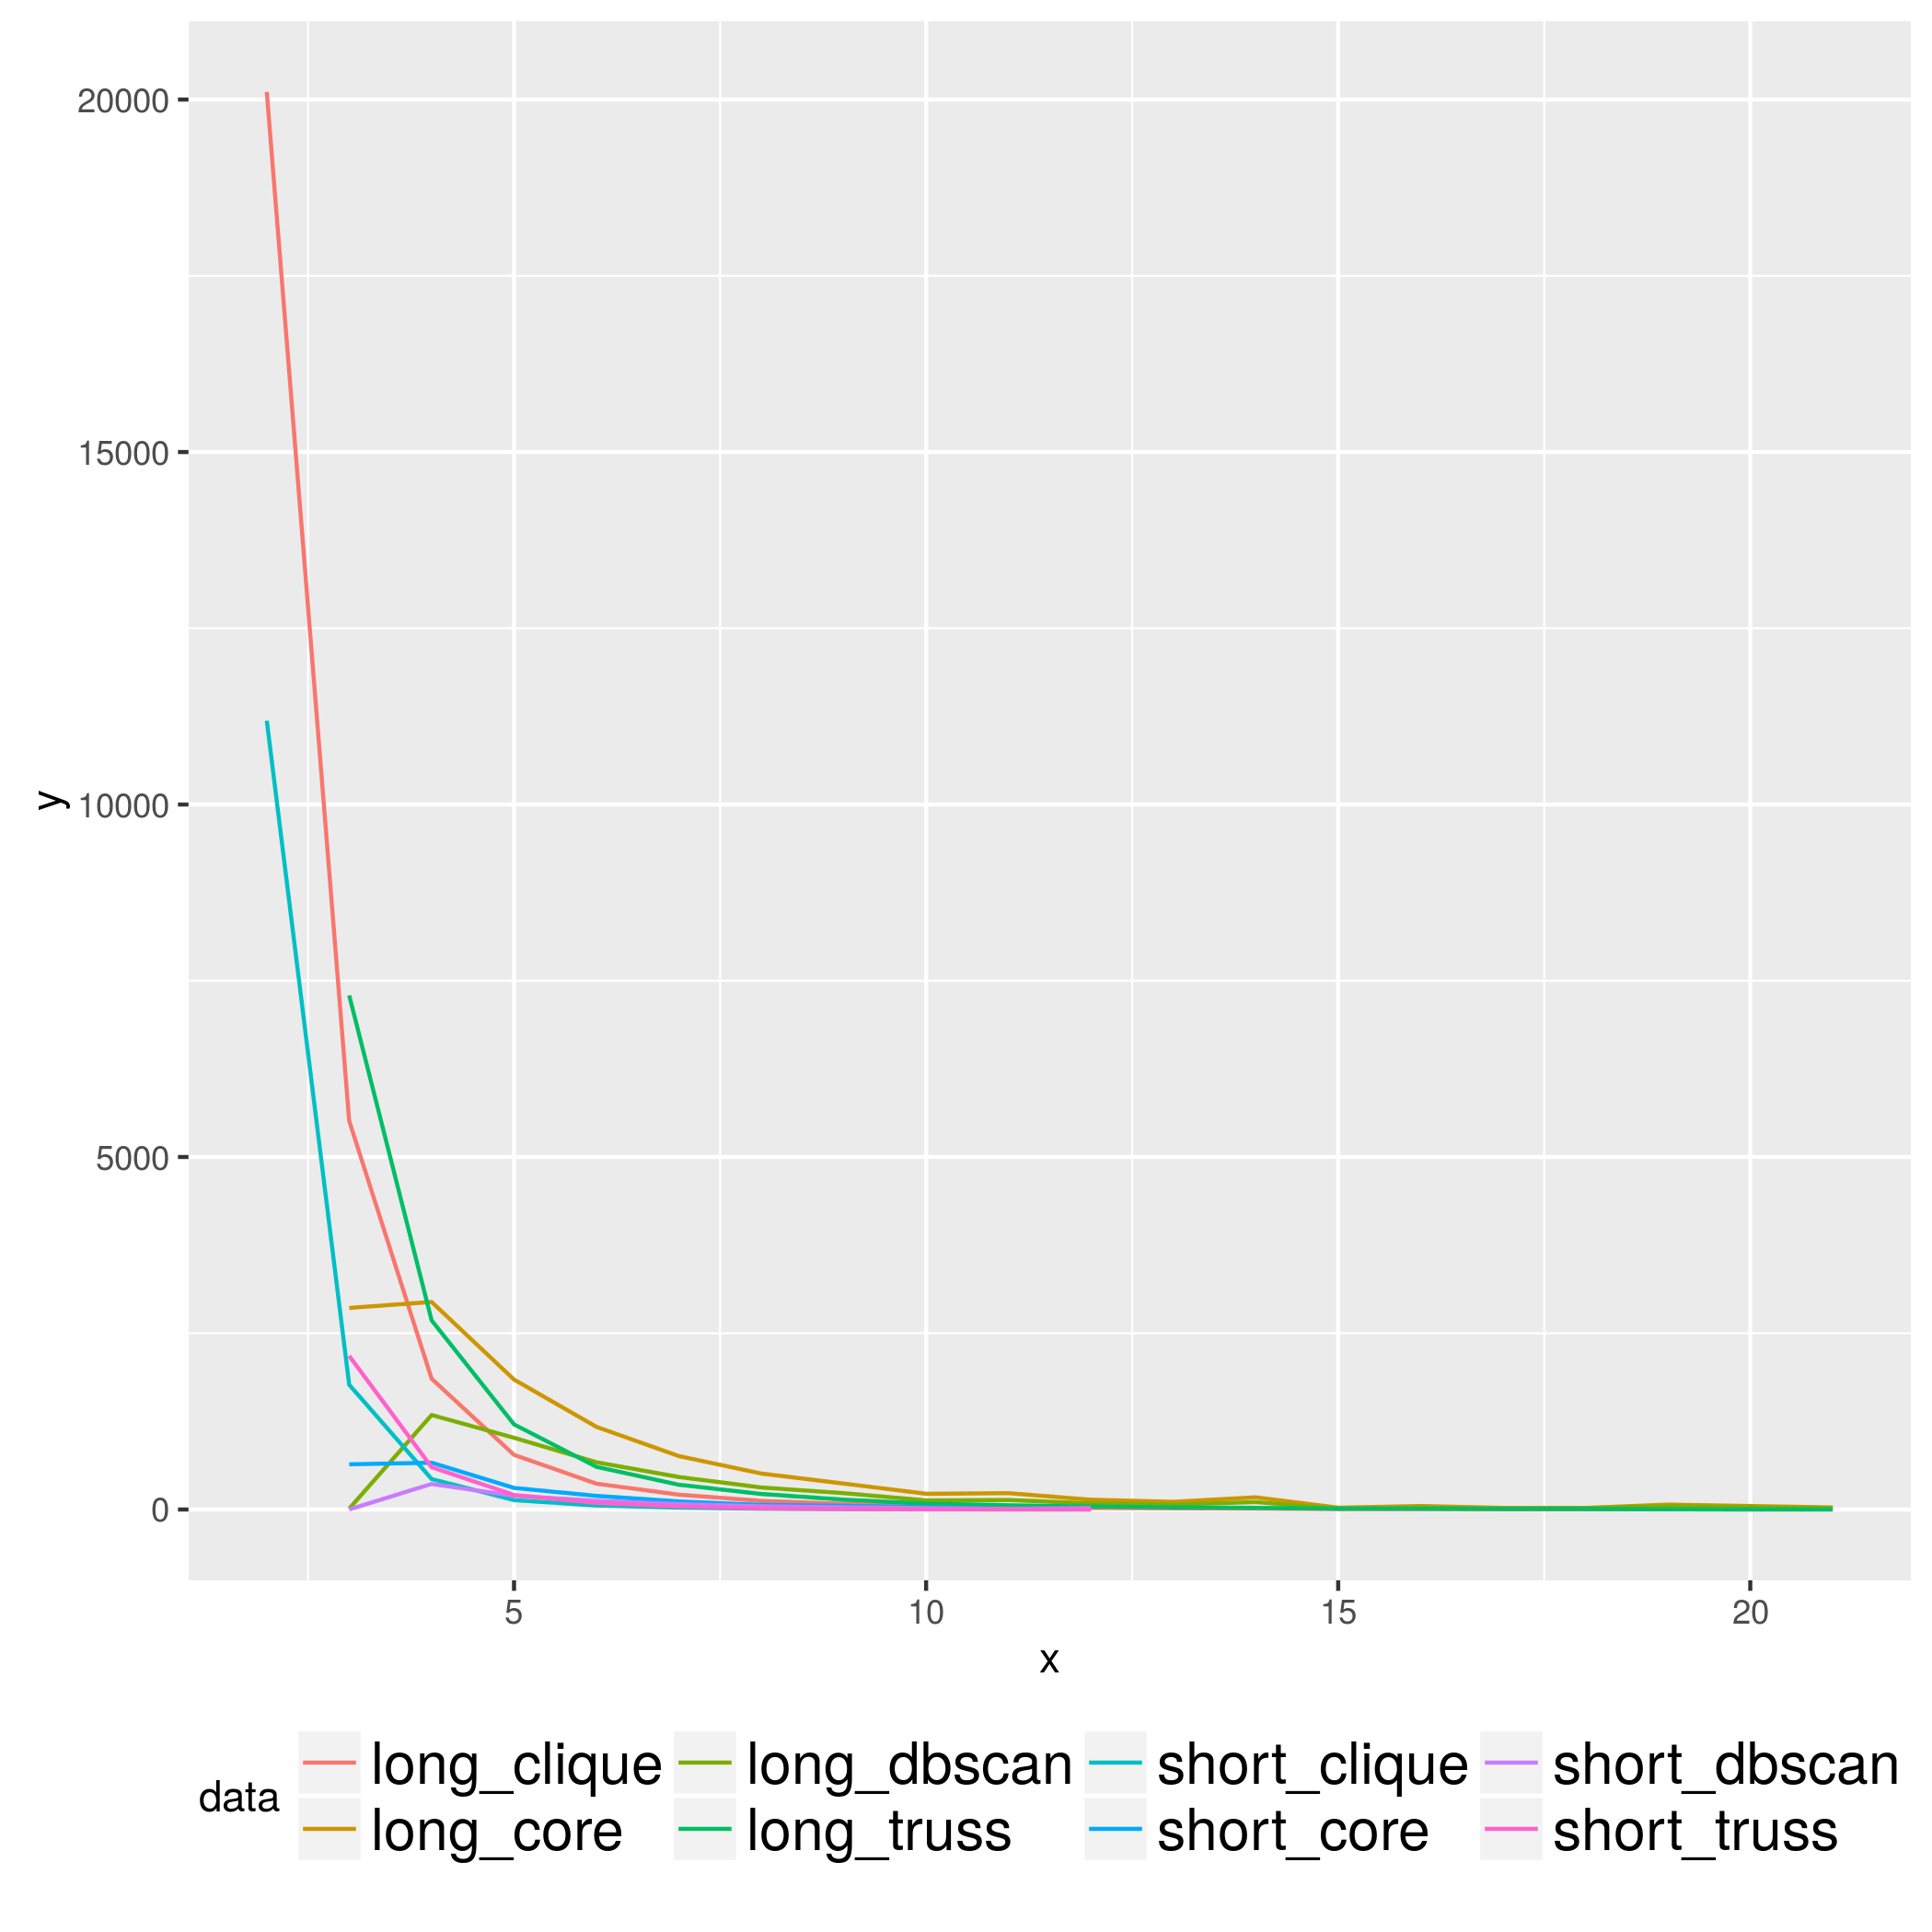 20000
15000
10000
5000
0
y
5 10 15 20
x
data
long_clique long_dbscan short_clique short_dbscan
long_core long_truss short_core short_truss